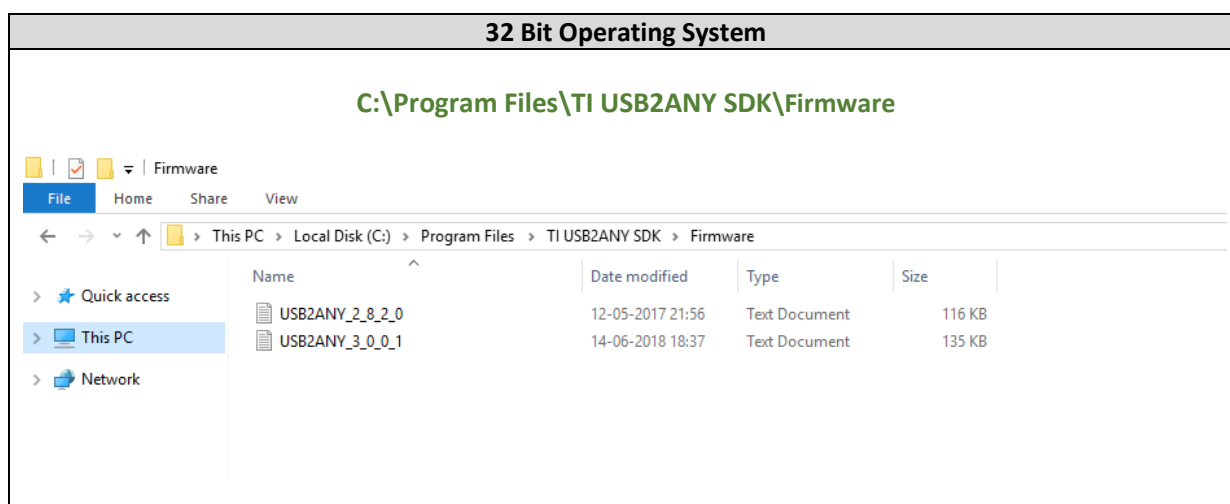 32 Bit Operating System
C:\Program Files\TI USB2ANY SDK\Firmware
Firmware
File Home Share View
This PC > Local Disk (C:) > Program Files > TI USB2ANY SDK > Firmware
Name Date modified Type Size
Quick access
USB2ANY_2_8_2_0 12-05-2017 21:56 Text Document 116 KB
This PC
USB2ANY_3_0_0_1 14-06-2018 18:37 Text Document 135 KB
Network